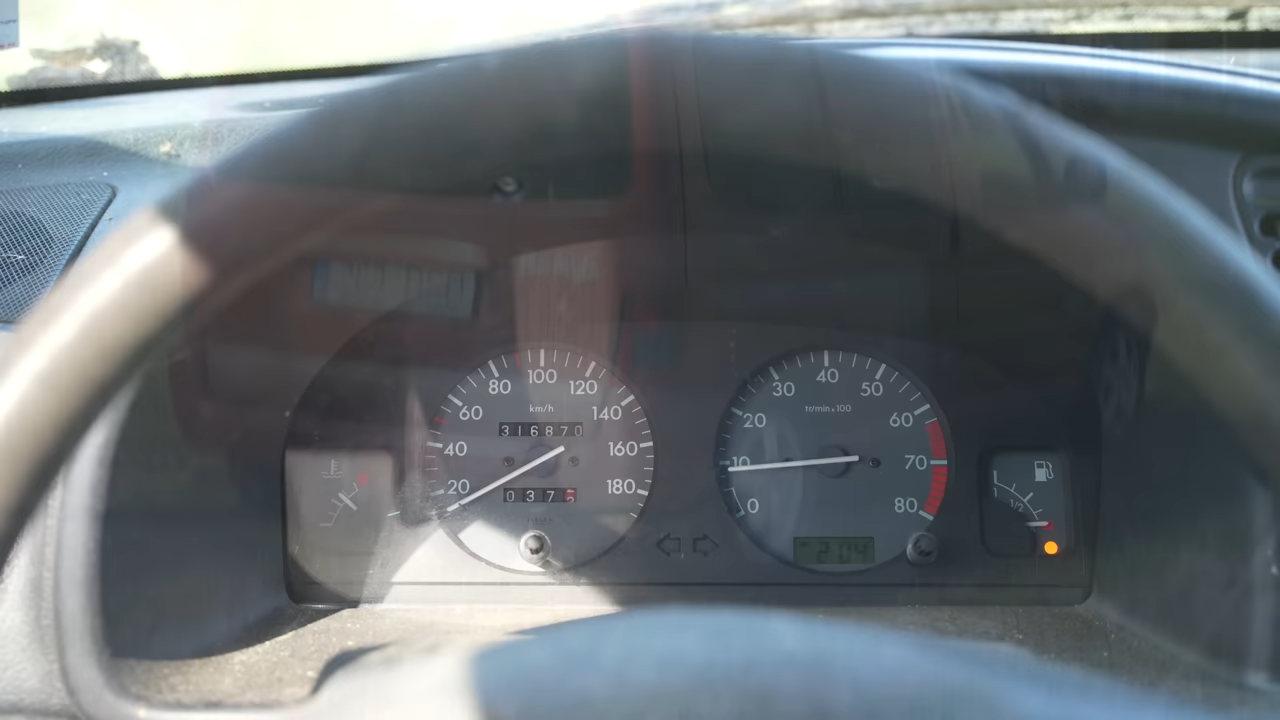 20 40 60 80 100 120 140 160 180
km/h
316870
0375
0 10 20 30 40 50 60 70 80
tr/min×100
2:04
1/2